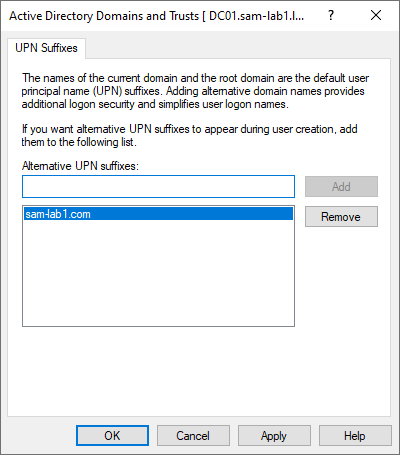 Active Directory Domains and Trusts [ DC01.sam-lab1.l...
UPN Suffixes
The names of the current domain and the root domain are the default user
principal name (UPN) suffixes. Adding alternative domain names provides
additional logon security and simplifies user logon names.
If you want alternative UPN suffixes to appear during user creation, add
them to the following list.
Alternative UPN suffixes:
Add
sam-lab1.com
Remove
OK
Cancel
Apply
Help